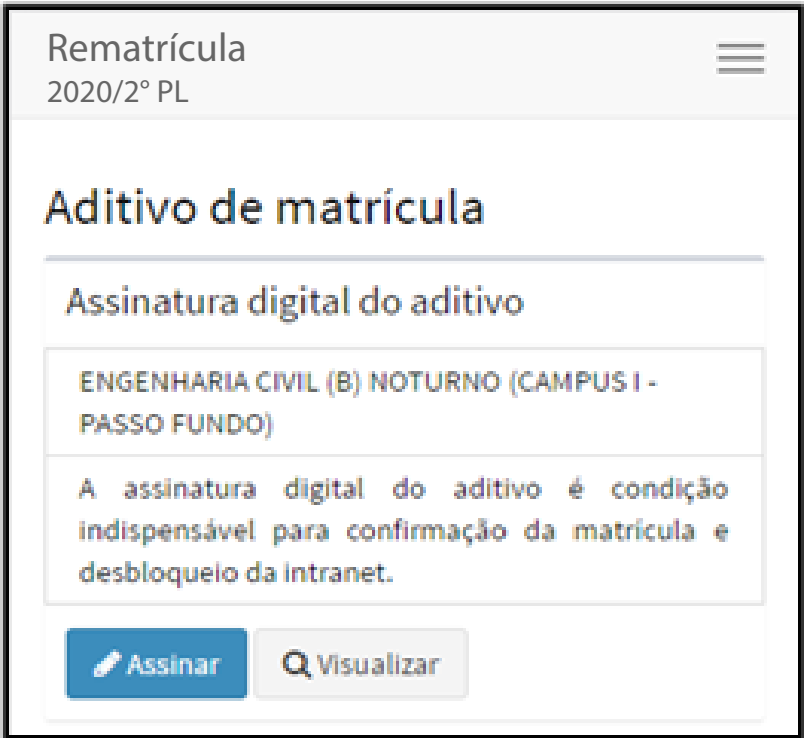 Rematrícula
2020/2° PL
Aditivo de matrícula
Assinatura digital do aditivo
ENGENHARIA CIVIL (B) NOTURNO (CAMPUS I -
PASSO FUNDO)
A assinatura digital do aditivo é condição
indispensável para confirmação da matrícula e
desbloqueio da intranet.
Assinar
Visualizar